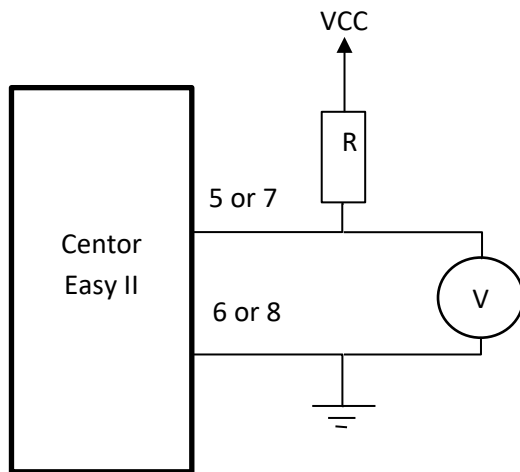 VCC
R
5 or 7
Centor
Easy II
6 or 8
V